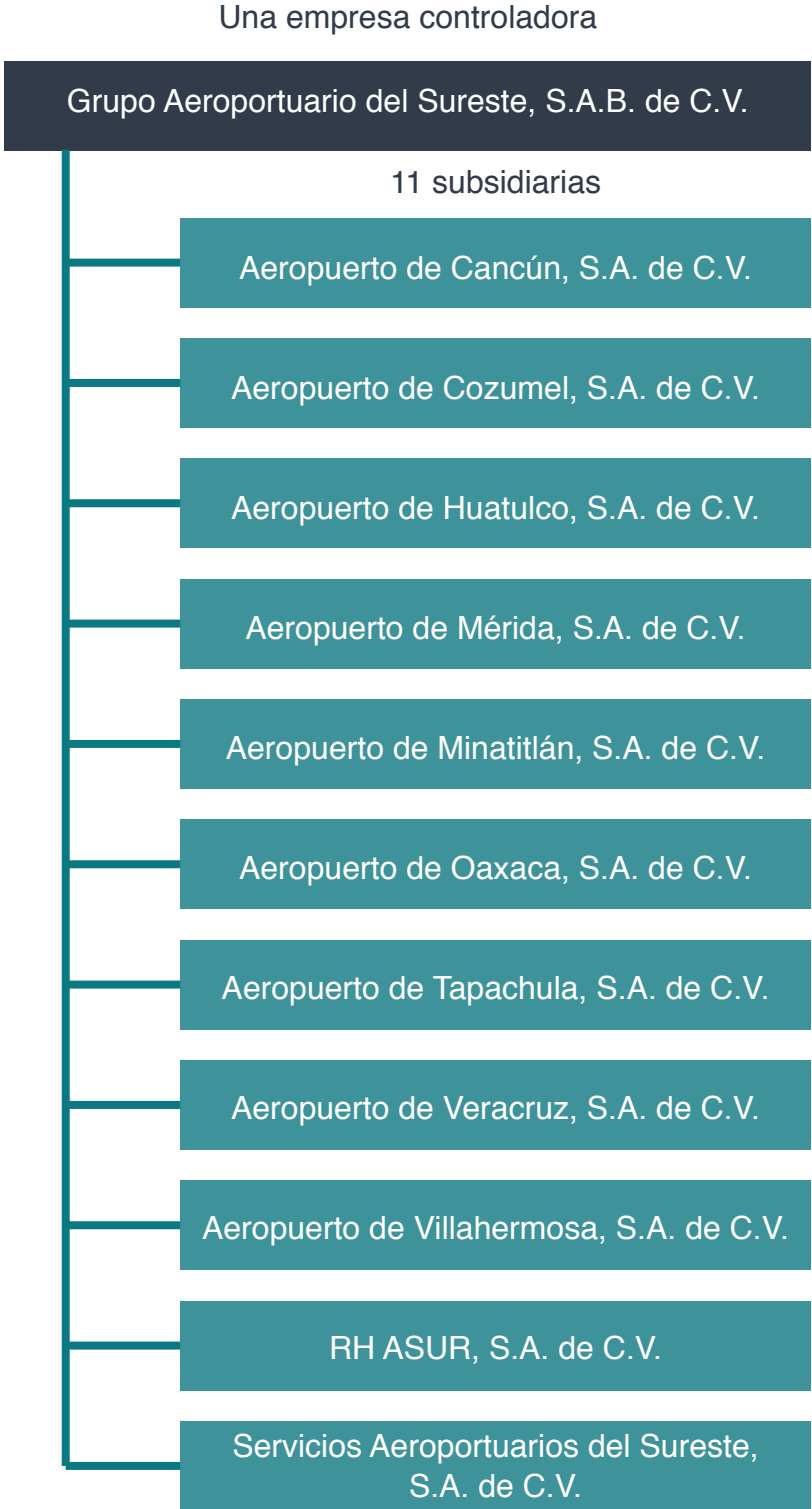 Una empresa controladora
Grupo Aeroportuario del Sureste, S.A.B. de C.V.
11 subsidiarias
Aeropuerto de Cancún, S.A. de C.V.
Aeropuerto de Cozumel, S.A. de C.V.
Aeropuerto de Huatulco, S.A. de C.V.
Aeropuerto de Mérida, S.A. de C.V.
Aeropuerto de Minatitlán, S.A. de C.V.
Aeropuerto de Oaxaca, S.A. de C.V.
Aeropuerto de Tapachula, S.A. de C.V.
Aeropuerto de Veracruz, S.A. de C.V.
Aeropuerto de Villahermosa, S.A. de C.V.
RH ASUR, S.A. de C.V.
Servicios Aeroportuarios del Sureste,
S.A. de C.V.